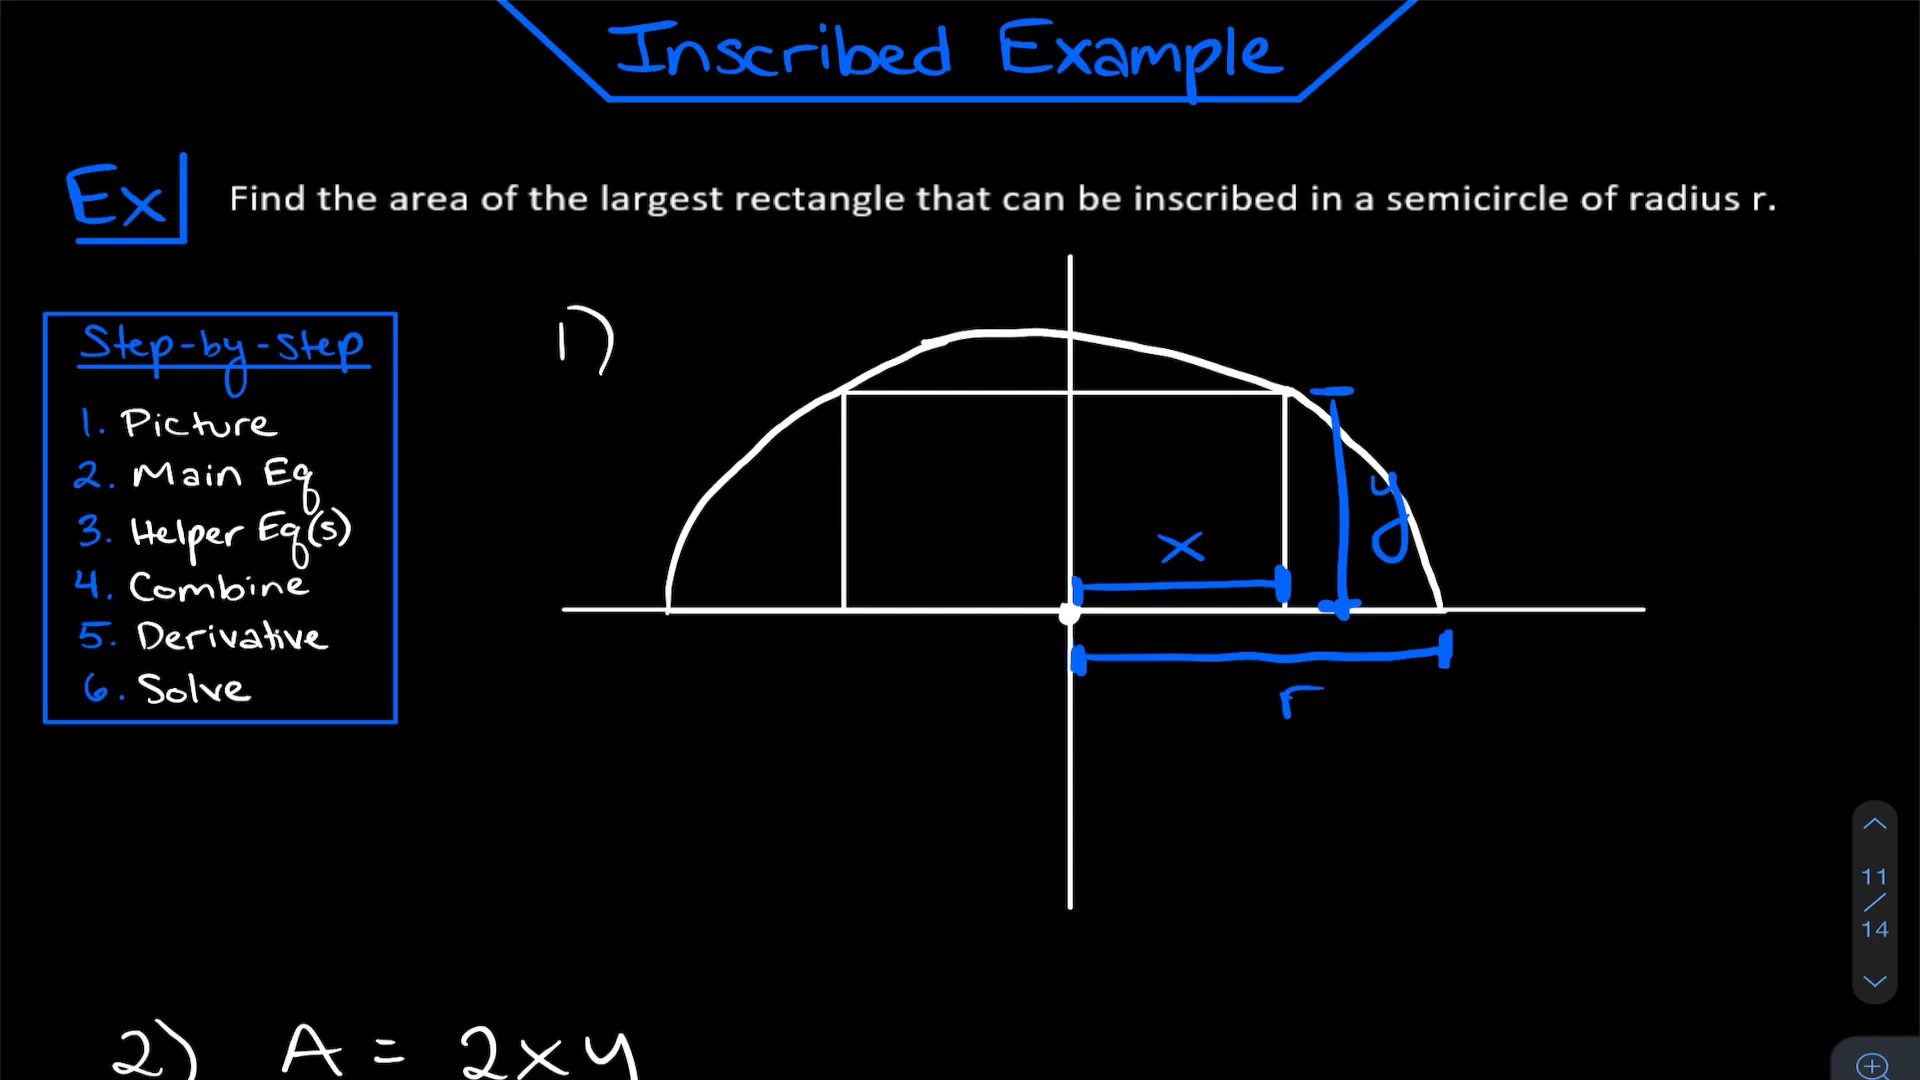 Inscribed Example
Ex
Find the area of the largest rectangle that can be inscribed in a semicircle of radius r.
Step-by-step
1. Picture
2. Main Eq
3. Helper Eq(s)
4. Combine
5. Derivative
6. Solve
1)
x
y
r
11
/
14
2) A = 2xy